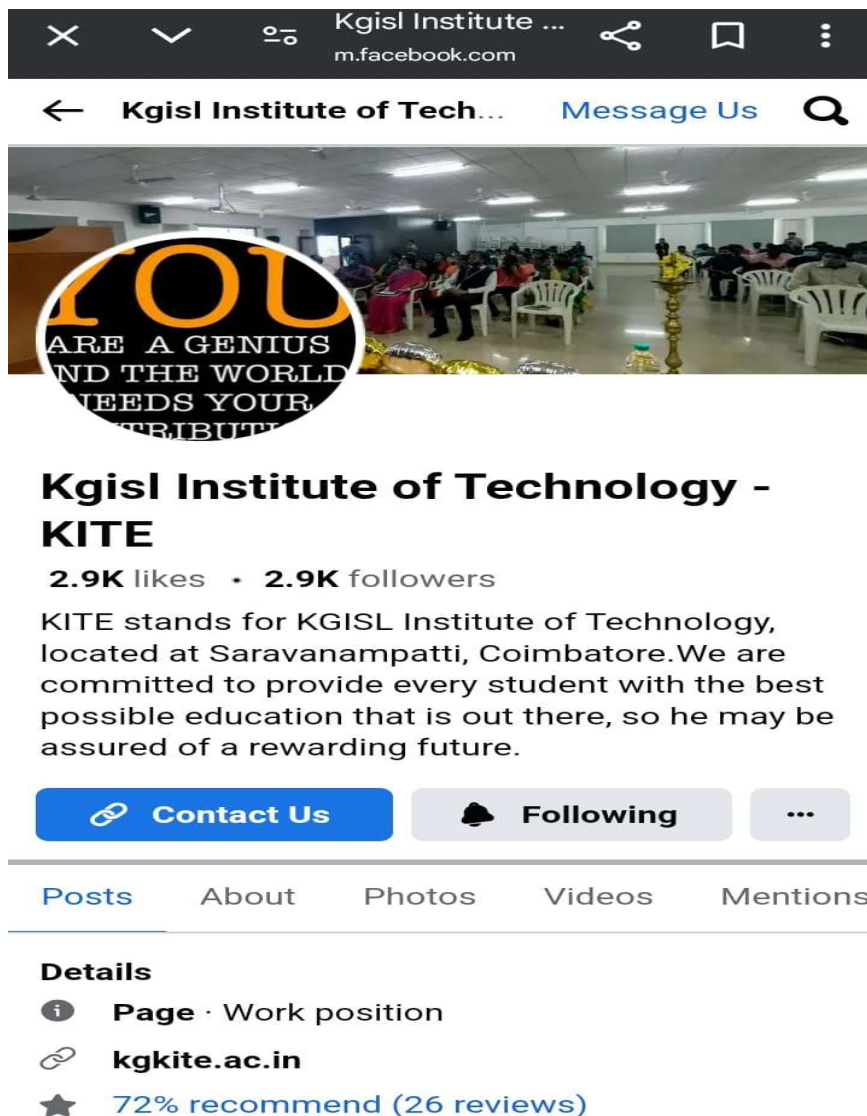 Kgisl Institute ...
m.facebook.com
Kgisl Institute of Tech... Message Us
YOU
ARE A GENIUS
ND THE WORLD
NEEDS YOUR
TRIBUTI
Kgisl Institute of Technology -
KITE
2.9K likes • 2.9K followers
KITE stands for KGISL Institute of Technology,
located at Saravanampatti, Coimbatore.We are
committed to provide every student with the best
possible education that is out there, so he may be
assured of a rewarding future.
Contact Us Following ...
Posts About Photos Videos Mentions
Details
Page · Work position
kgkite.ac.in
72% recommend (26 reviews)